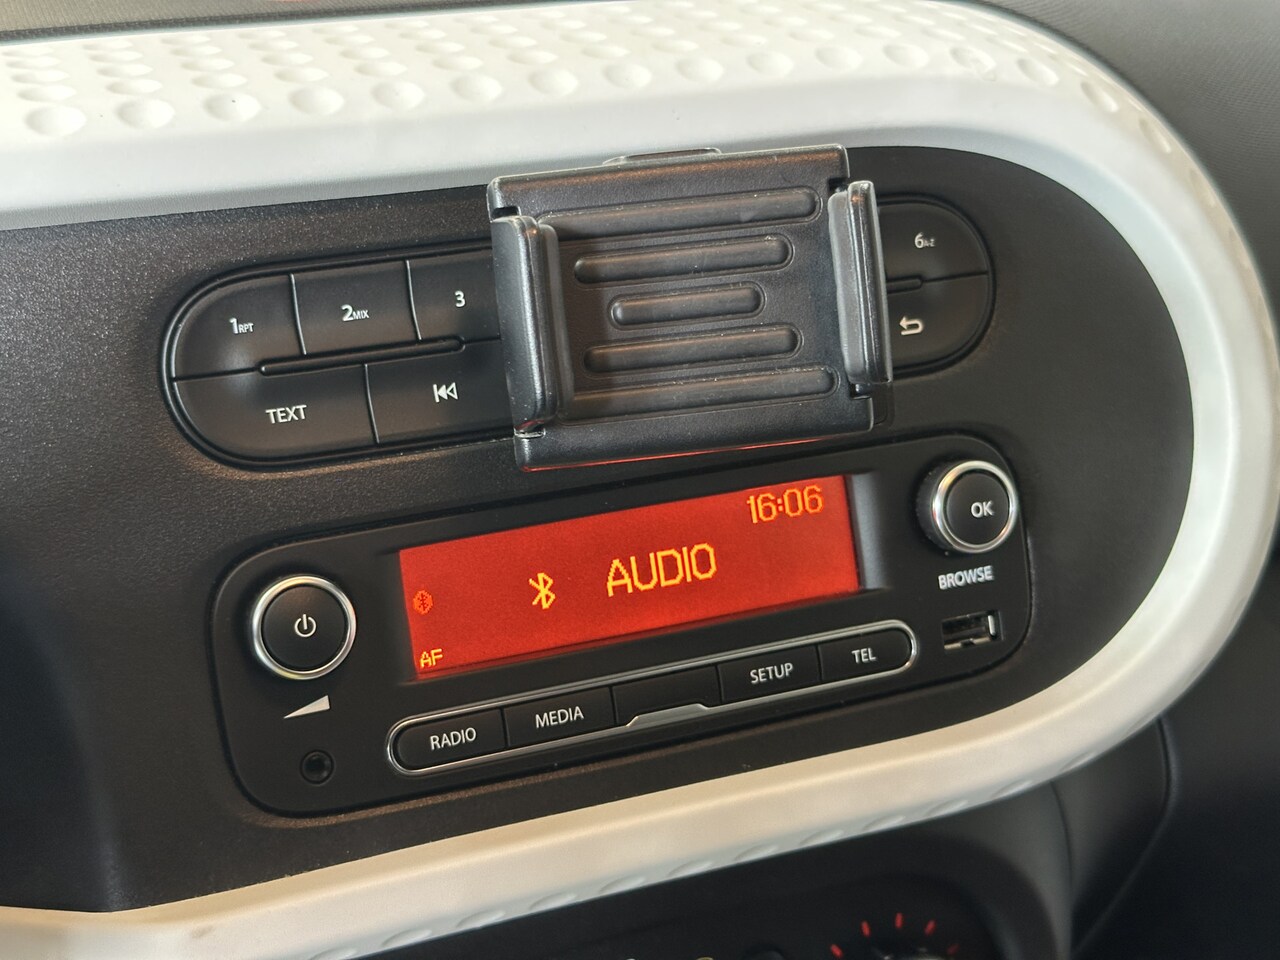 1RPT
2MIX
3
6A-Z
TEXT
16:06
AUDIO
AF
OK
BROWSE
RADIO
MEDIA
SETUP
TEL